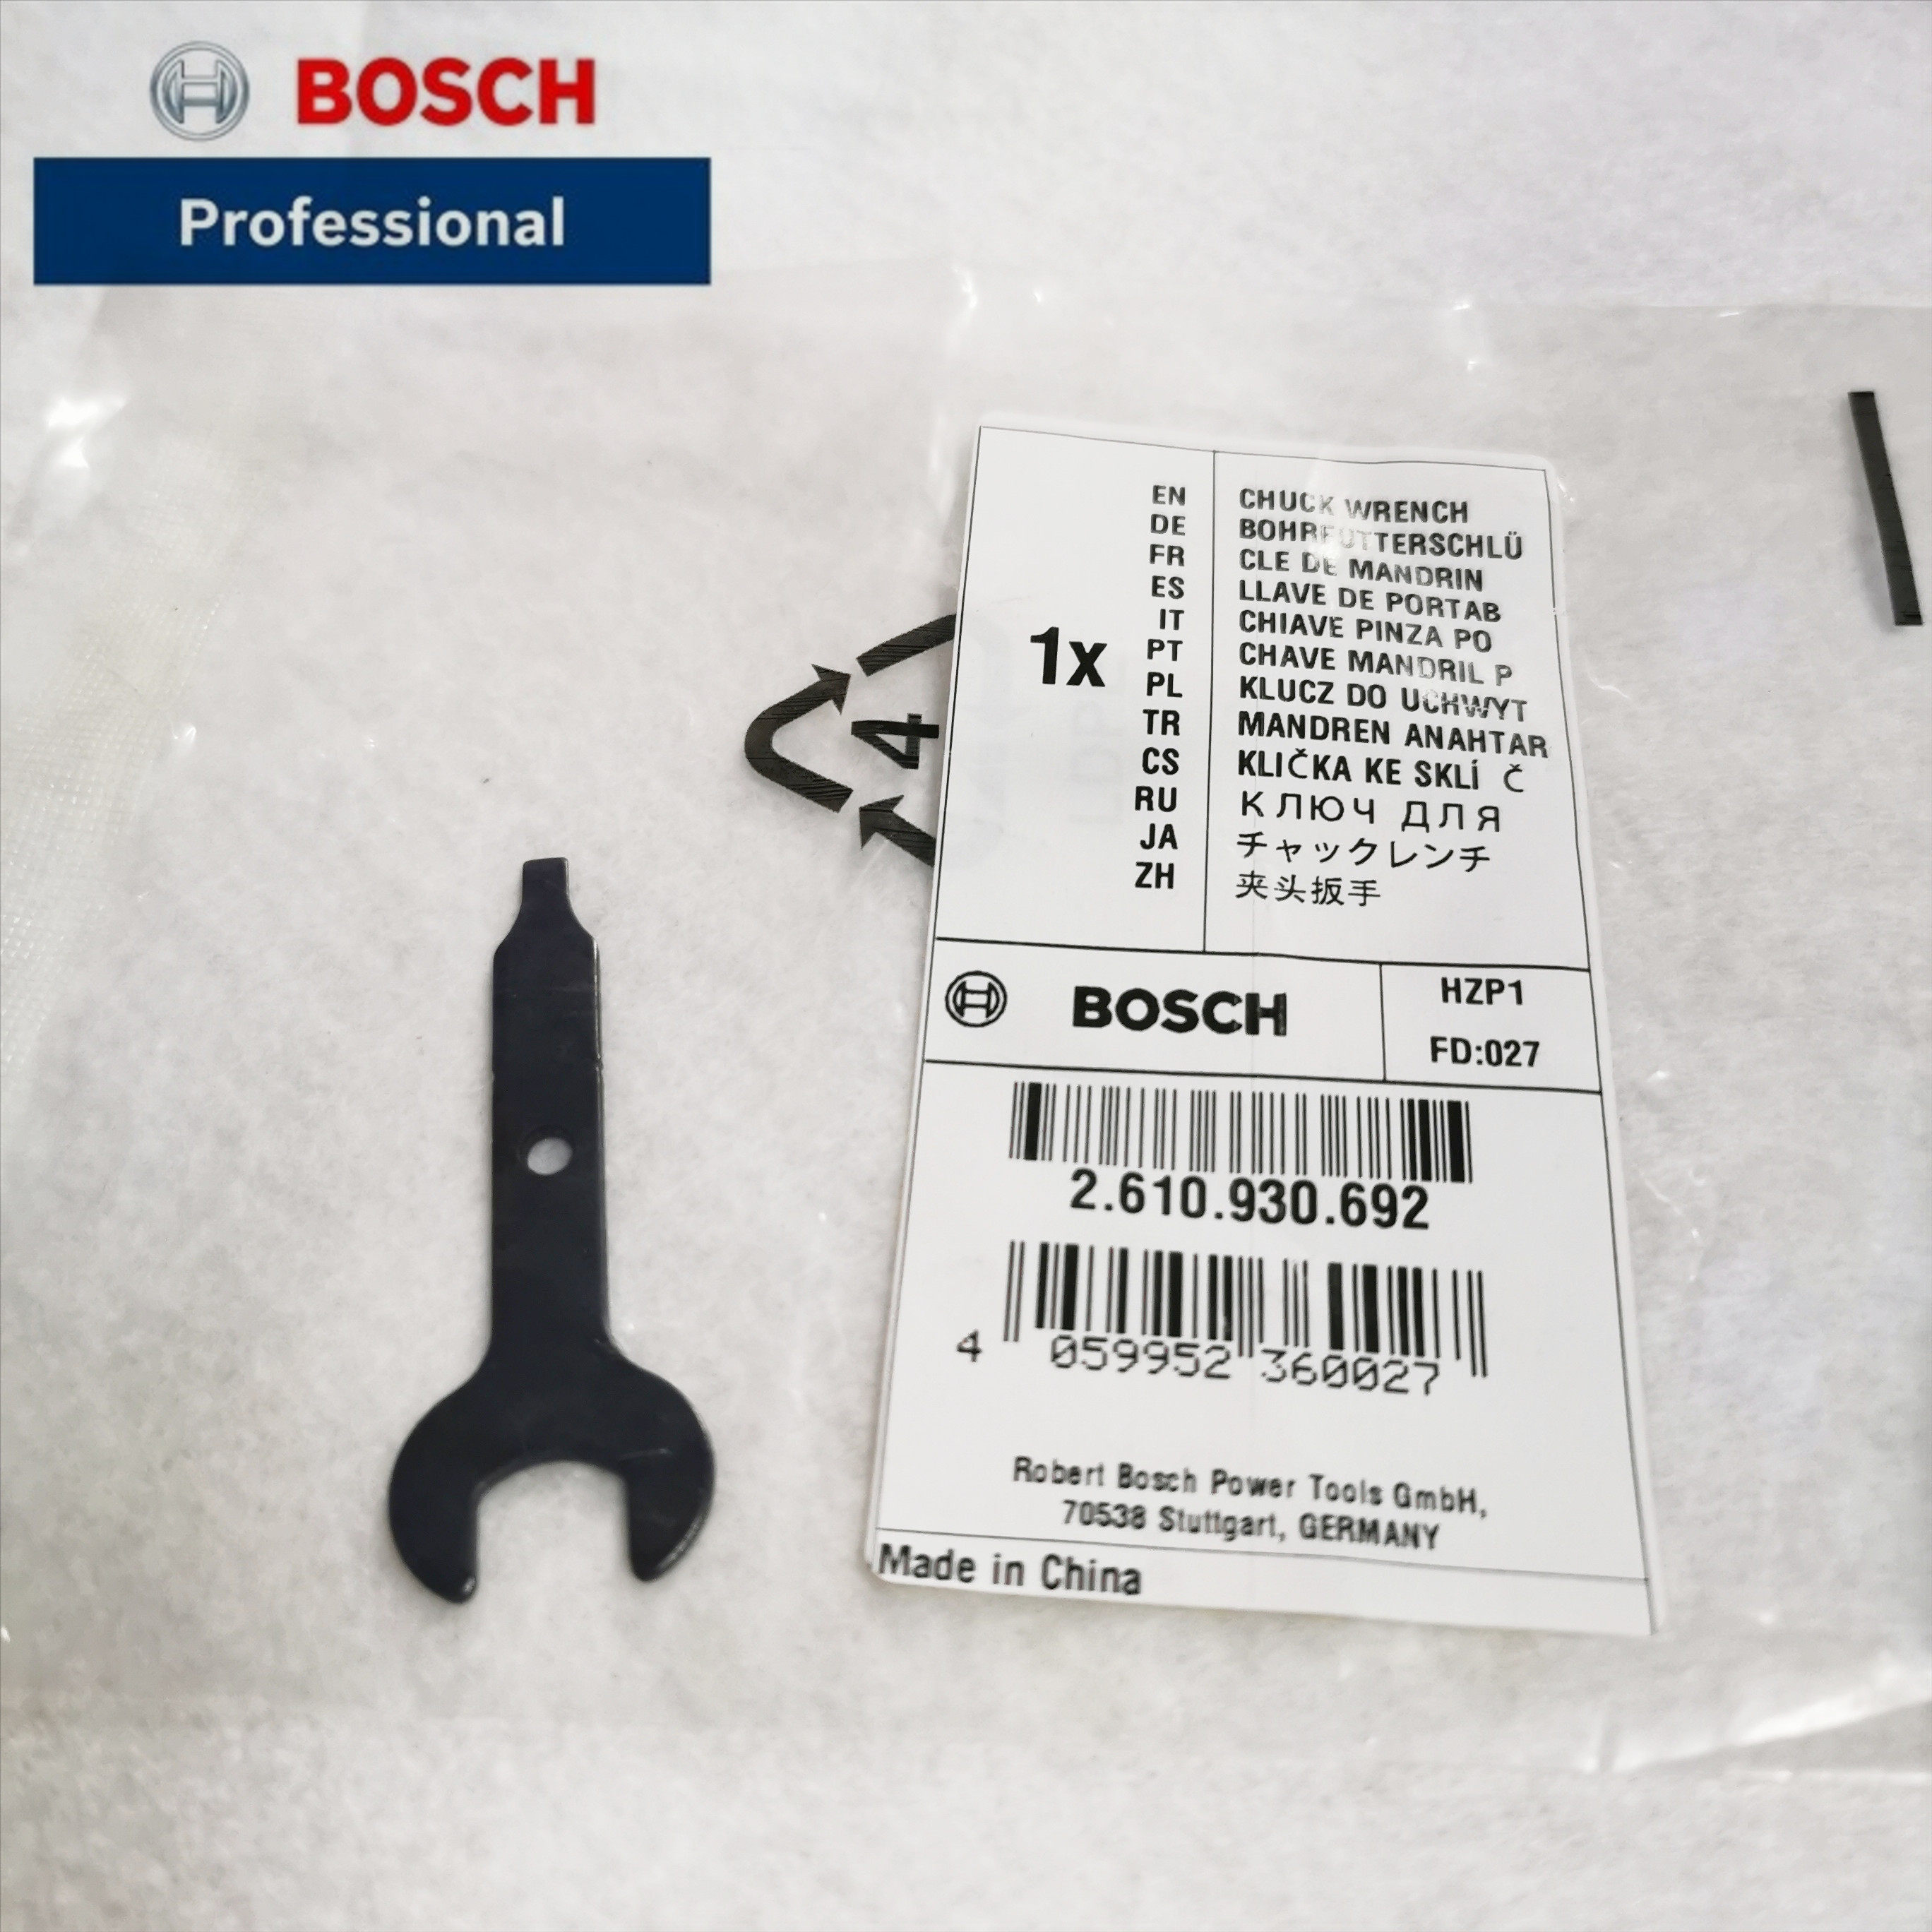 BOSCH
Professional
1x
EN CHUCK WRENCH
DE BOHRFUTTERSCHLÜ
FR CLE DE MANDRIN
ES LLAVE DE PORTAB
IT CHIAVE PINZA PO
PT CHAVE MANDRIL P
PL KLUCZ DO UCHWYT
TR MANDREN ANAHTAR
CS KLIČKA KE SKLÍ Č
RU КЛЮЧ ДЛЯ
JA チャックレンチ
ZH 夹头扳手
4
BOSCH
HZP1
FD:027
2.610.930.692
4 059952 360027
Robert Bosch Power Tools GmbH,
70538 Stuttgart, GERMANY
Made in China